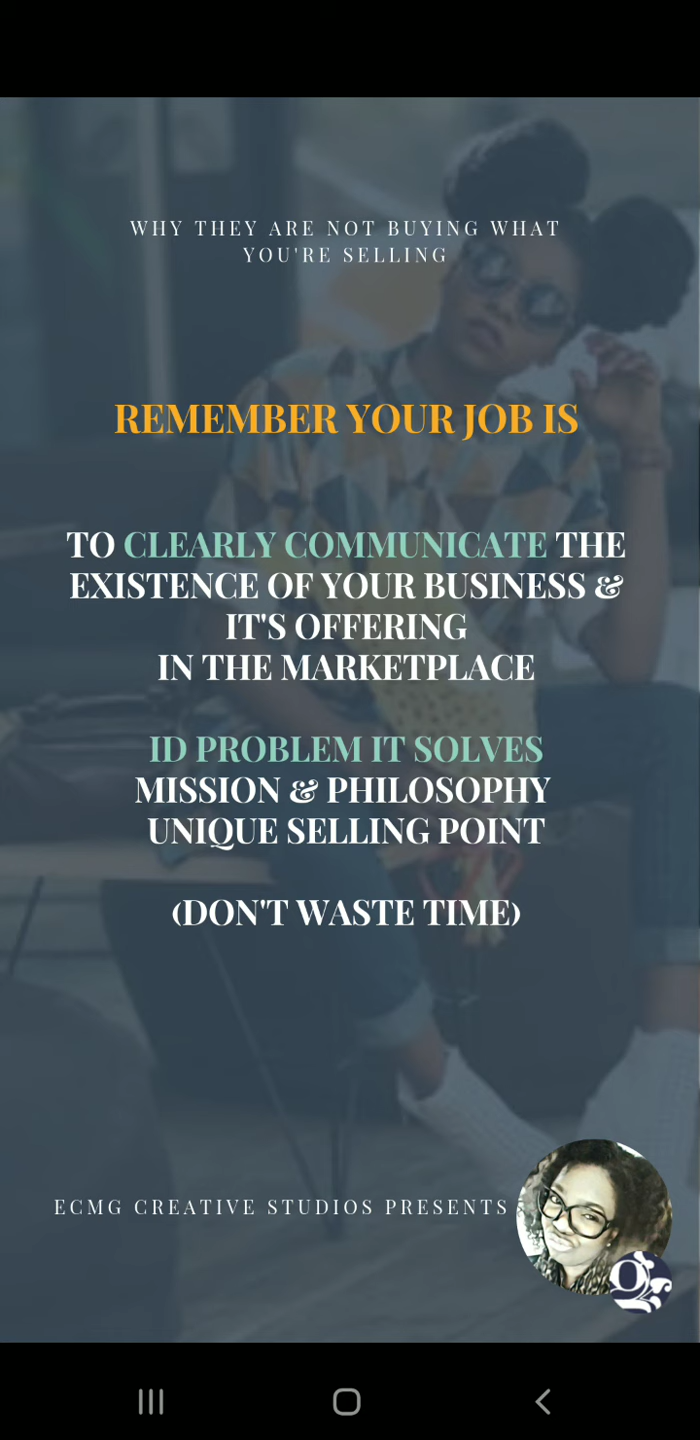 WHY THEY ARE NOT BUYING WHAT
YOU'RE SELLING
REMEMBER YOUR JOB IS
TO CLEARLY COMMUNICATE THE
EXISTENCE OF YOUR BUSINESS &
IT'S OFFERING
IN THE MARKETPLACE
ID PROBLEM IT SOLVES
MISSION & PHILOSOPHY
UNIQUE SELLING POINT
(DON'T WASTE TIME)
ECMG CREATIVE STUDIOS PRESENTS
g